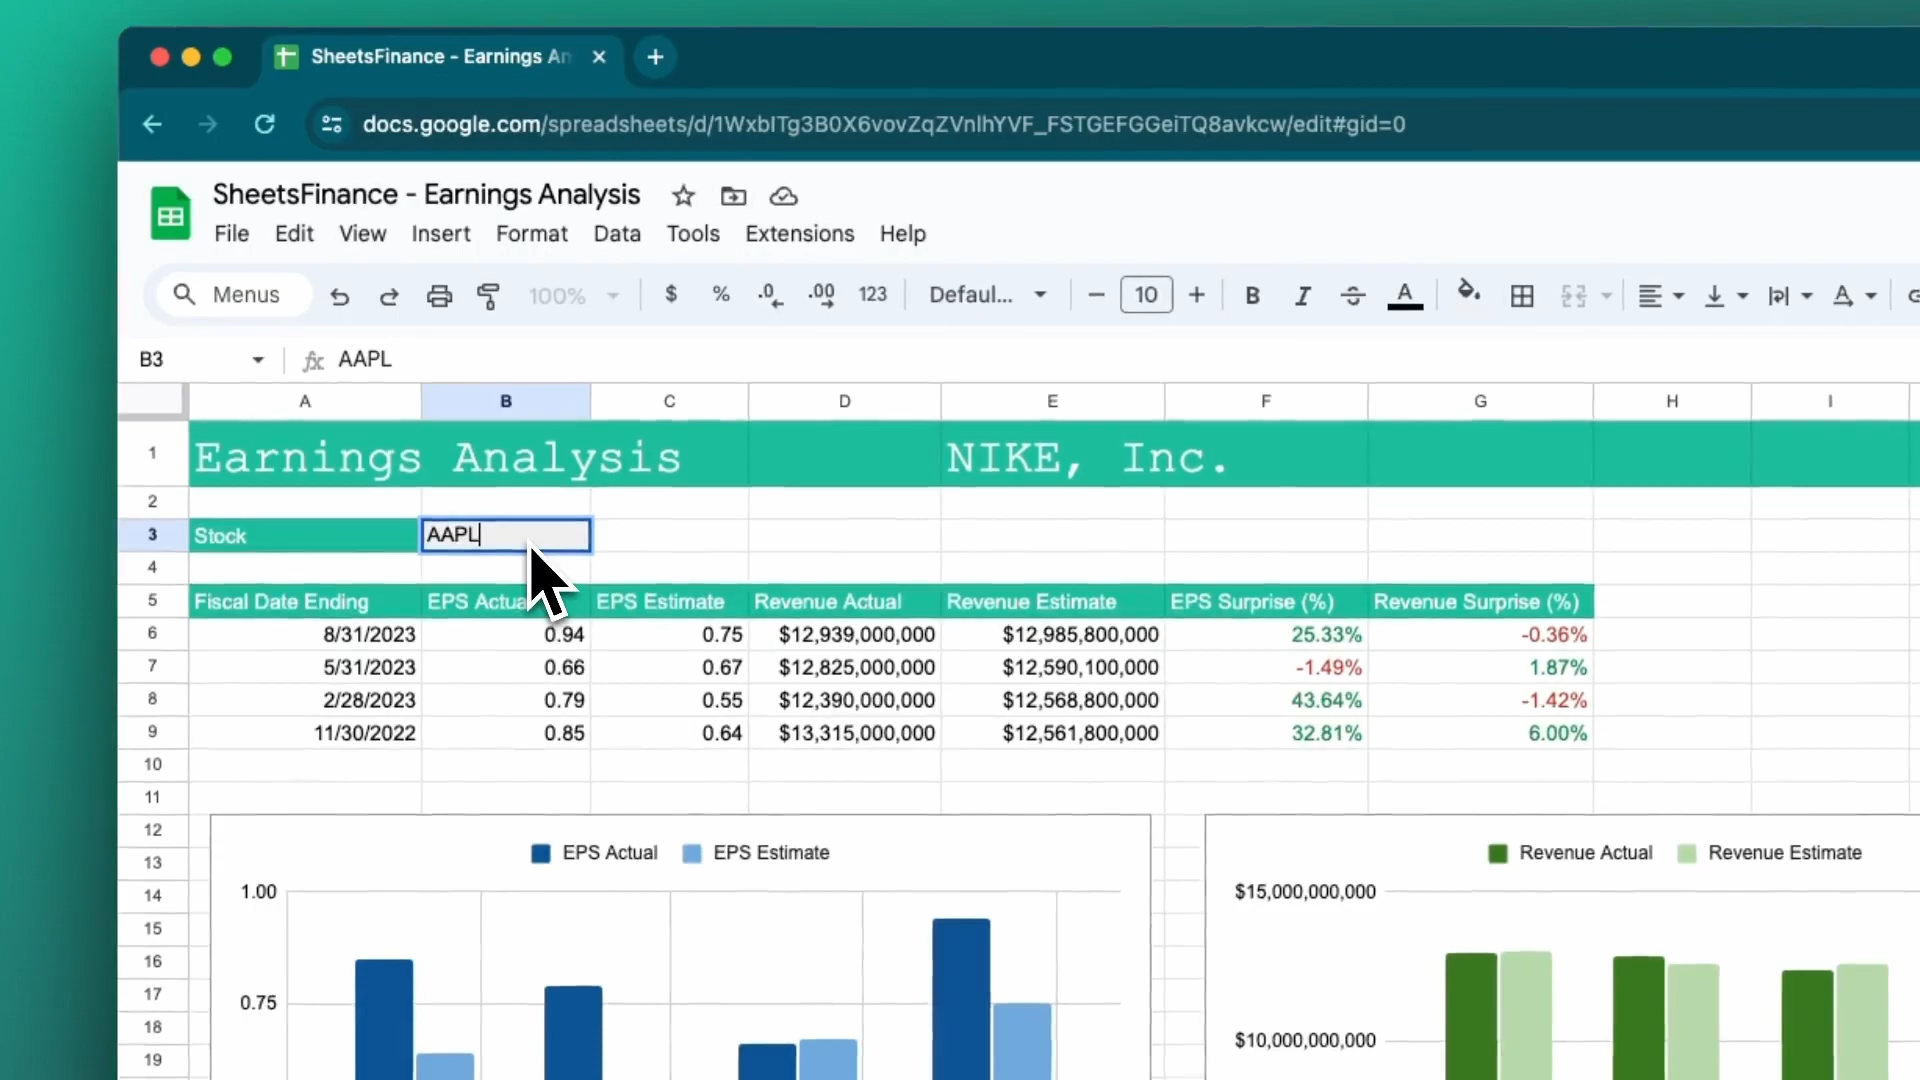 SheetsFinance - Earnings An
docs.google.com/spreadsheets/d/1WxbITg3B0X6vovZqZVnlhYVF_FSTGEFGGeiTQ8avkcw/edit#gid=0
SheetsFinance - Earnings Analysis
File Edit View Insert Format Data Tools Extensions Help
Menus 100% $ % .0 .00 123 Defaul... 10 B I A A
B3 fx AAPL
A B C D E F G H I
1 Earnings Analysis NIKE, Inc.
2
3 Stock AAPL
4
5 Fiscal Date Ending EPS Actua EPS Estimate Revenue Actual Revenue Estimate EPS Surprise (%) Revenue Surprise (%)
6 8/31/2023 0.94 0.75 $12,939,000,000 $12,985,800,000 25.33% -0.36%
7 5/31/2023 0.66 0.67 $12,825,000,000 $12,590,100,000 -1.49% 1.87%
8 2/28/2023 0.79 0.55 $12,390,000,000 $12,568,800,000 43.64% -1.42%
9 11/30/2022 0.85 0.64 $13,315,000,000 $12,561,800,000 32.81% 6.00%
10
11
12
13 EPS Actual EPS Estimate Revenue Actual Revenue Estimate
14 1.00 $15,000,000,000
15
16
17 0.75
18
19 $10,000,000,000